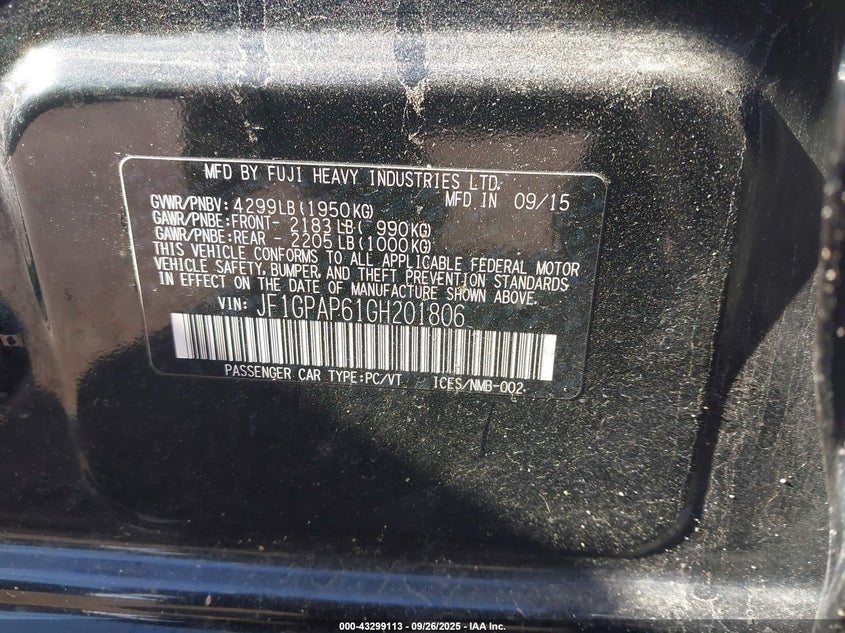 MFD BY FUJI HEAVY INDUSTRIES LTD.
GVWR/PNBV: 4299LB (1950KG) MFD.IN 09/15
GAWR/PNBE:FRONT- 2183 LB( 990KG)
GAWR/PNBE:REAR - 2205 LB (1000KG)
THIS VEHICLE CONFORMS TO ALL APPLICABLE FEDERAL MOTOR
VEHICLE SAFETY, BUMPER, AND THEFT PREVENTION STANDARDS
IN EFFECT ON THE DATE OF MANUFACTURE SHOWN ABOVE.
VIN: JF1GPAP61GH201806
PASSENGER CAR TYPE:PC/VT ICES/NMB-002
000-43299113 - 09/26/2025 - IAA Inc.